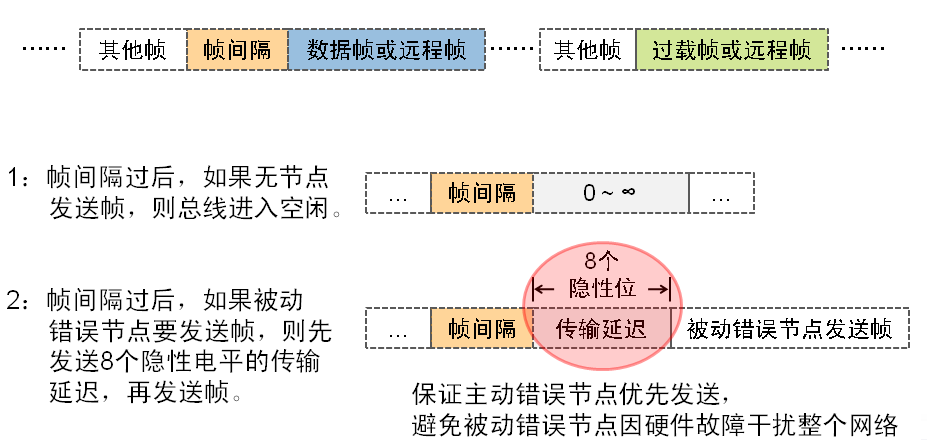 …… 其他帧 帧间隔 数据帧或远程帧 …… 其他帧 过载帧或远程帧 ……
1：帧间隔过后，如果无节点
发送帧，则总线进入空闲。
… 帧间隔 0～∞ …
2：帧间隔过后，如果被动
错误节点要发送帧，则先
发送8个隐性电平的传输
延迟，再发送帧。
8个
隐性位
… 帧间隔 传输延迟 被动错误节点发送帧
保证主动错误节点优先发送，
避免被动错误节点因硬件故障干扰整个网络